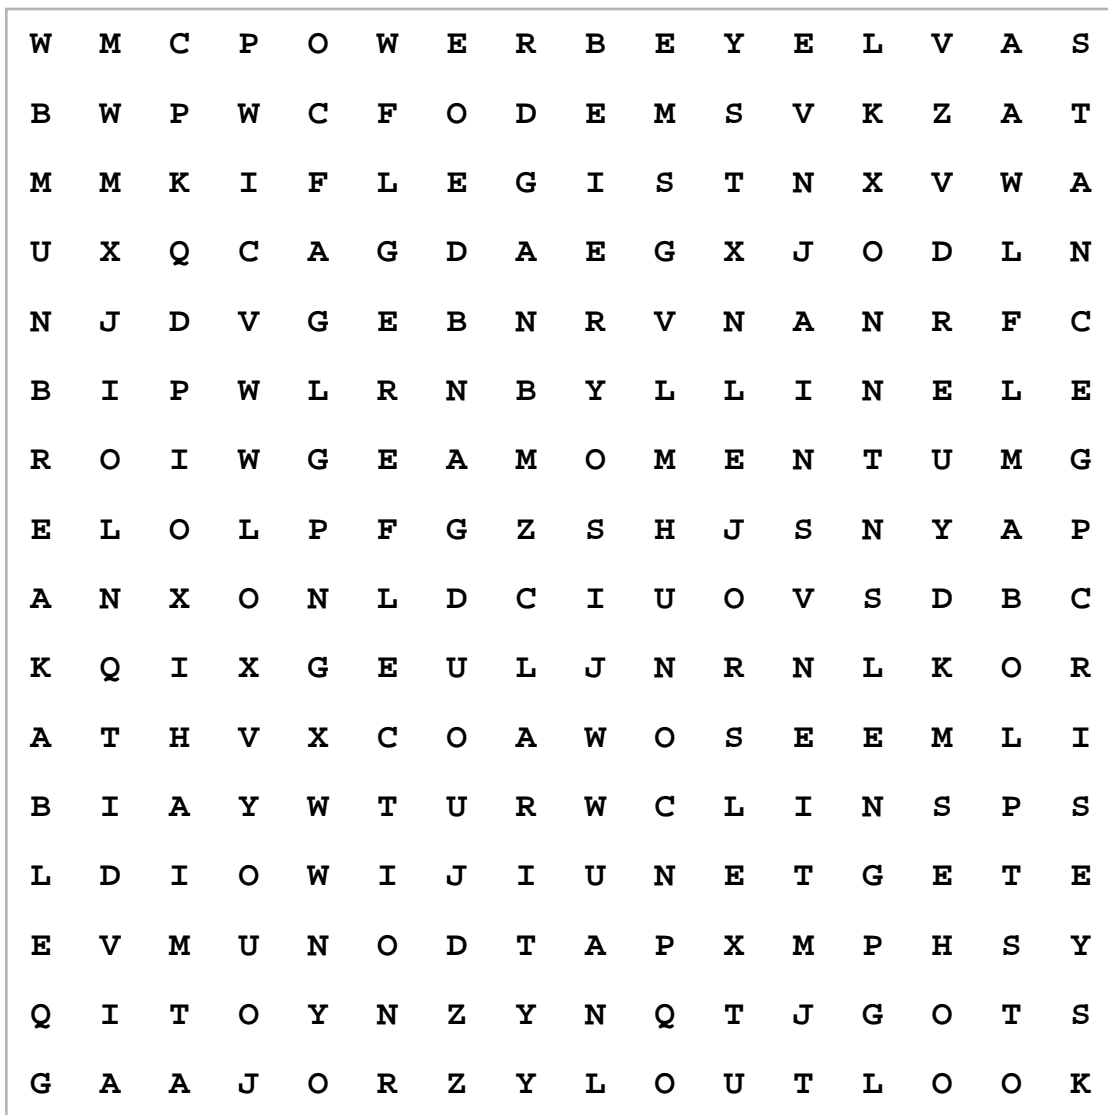 W M C P O W E R B E Y E L V A S
B W P W C F O D E M S V K Z A T
M M K I F L E G I S T N X V W A
U X Q C A G D A E G X J O D L N
N J D V G E B N R V N A N R F C
B I P W L R N B Y L L I N E L E
R O I W G E A M O M E N T U M G
E L O L P F G Z S H J S N Y A P
A N X O N L D C I U O V S D B C
K Q I X G E U L J N R N L K O R
A T H V X C O A W O S E E M L I
B I A Y W T U R W C L I N S P S
L D I O W I J I U N E T G E T E
E V M U N O D T A P X M P H S Y
Q I T O Y N Z Y N Q T J G O T S
G A A J O R Z Y L O U T L O O K